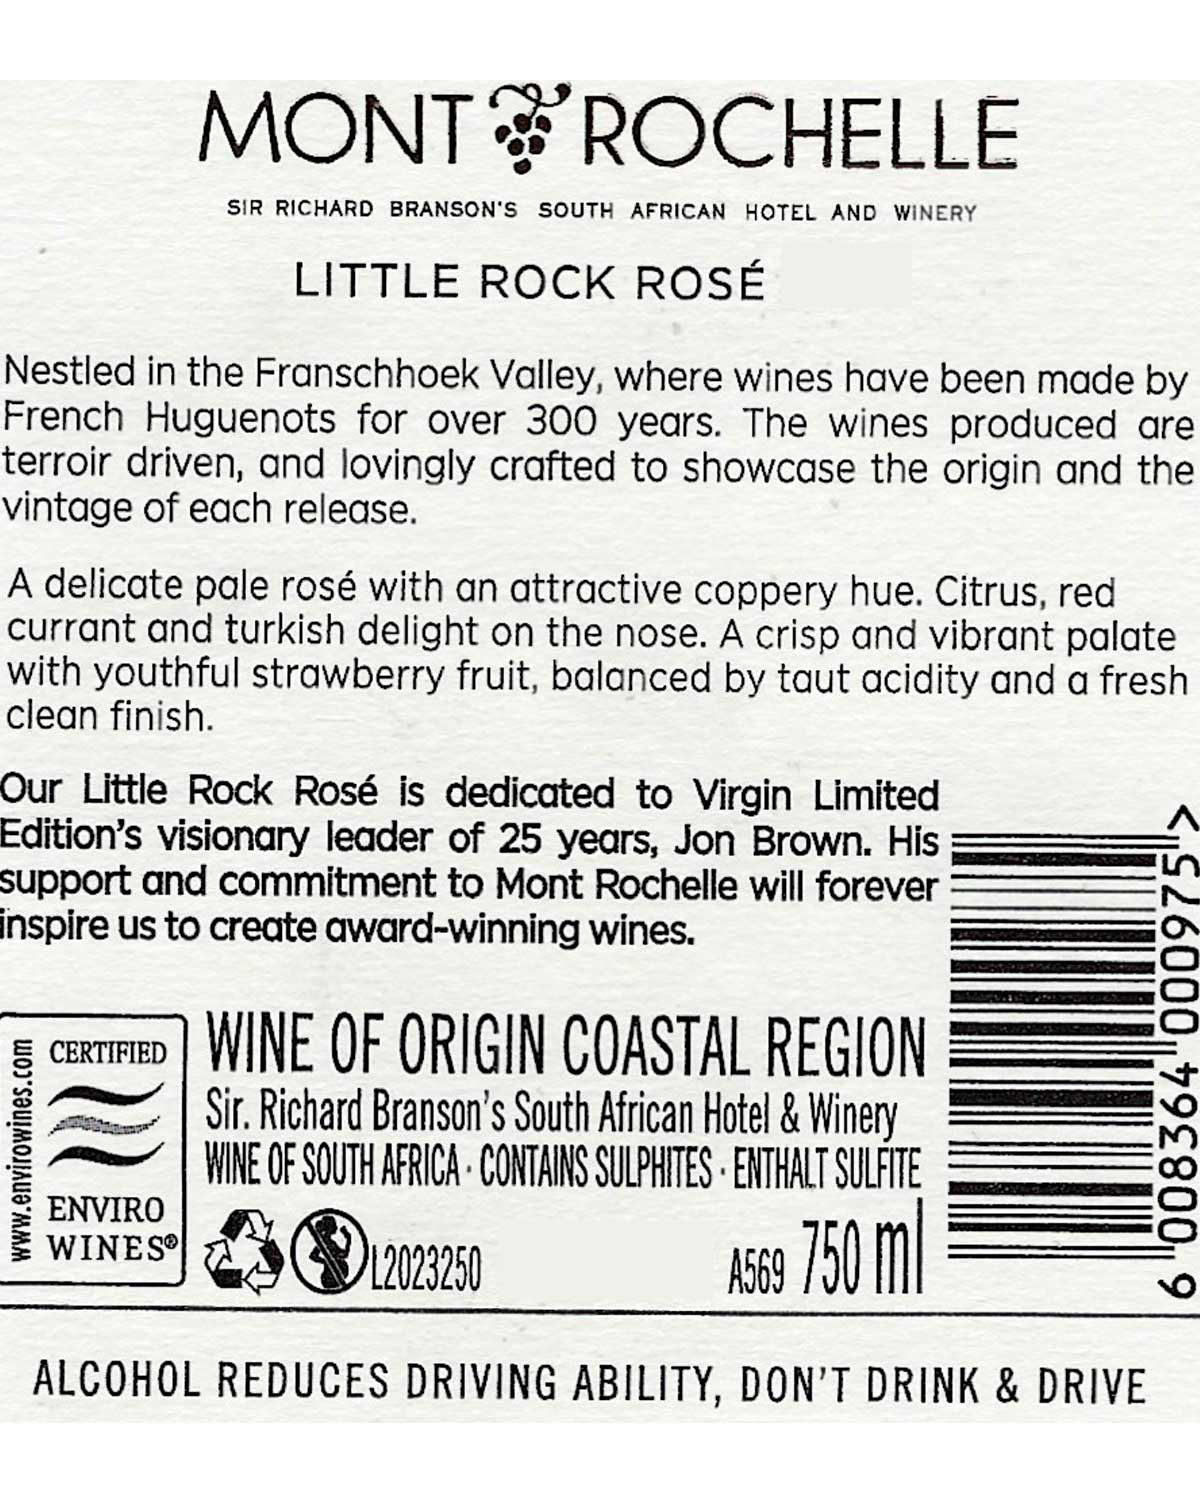 MONT ROCHELLE
SIR RICHARD BRANSON'S SOUTH AFRICAN HOTEL AND WINERY
LITTLE ROCK ROSÉ
Nestled in the Franschhoek Valley, where wines have been made by
French Huguenots for over 300 years. The wines produced are
terroir driven, and lovingly crafted to showcase the origin and the
vintage of each release.
A delicate pale rosé with an attractive coppery hue. Citrus, red
currant and turkish delight on the nose. A crisp and vibrant palate
with youthful strawberry fruit, balanced by taut acidity and a fresh
clean finish.
Our Little Rock Rosé is dedicated to Virgin Limited
Edition's visionary leader of 25 years, Jon Brown. His
support and commitment to Mont Rochelle will forever
inspire us to create award-winning wines.
6 008364 000975 >
www.envirowines.com
CERTIFIED
ENVIRO
WINES®
WINE OF ORIGIN COASTAL REGION
Sir. Richard Branson's South African Hotel & Winery
WINE OF SOUTH AFRICA · CONTAINS SULPHITES · ENTHALT SULFITE
L2023250 A569 750 ml
ALCOHOL REDUCES DRIVING ABILITY, DON'T DRINK & DRIVE